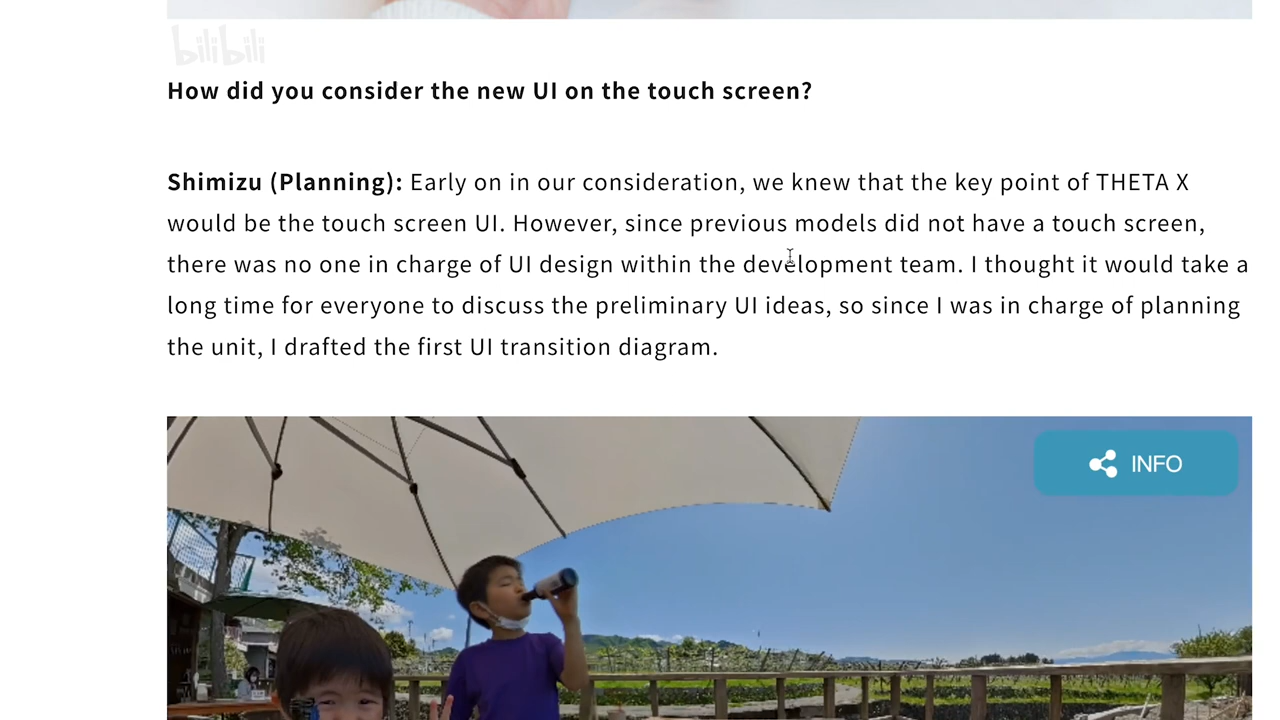 bilibili
How did you consider the new UI on the touch screen?
Shimizu (Planning): Early on in our consideration, we knew that the key point of THETA X
would be the touch screen UI. However, since previous models did not have a touch screen,
there was no one in charge of UI design within the development team. I thought it would take a
long time for everyone to discuss the preliminary UI ideas, so since I was in charge of planning
the unit, I drafted the first UI transition diagram.
INFO